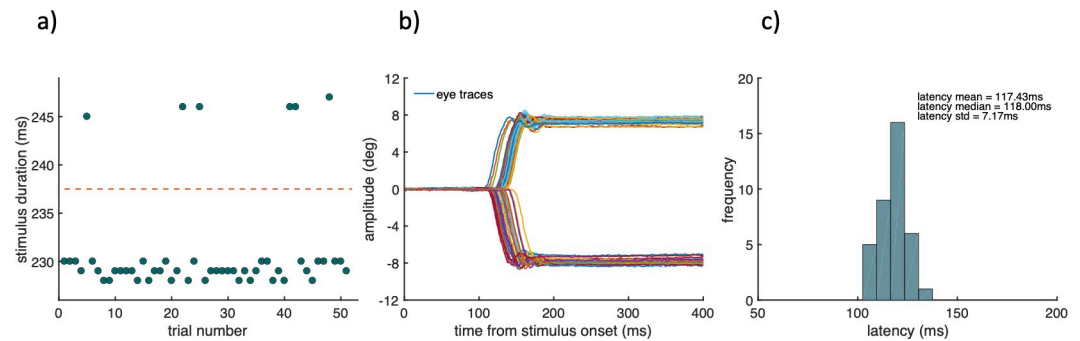 a)
245
240
235
230
stimulus duration (ms)
0 10 20 30 40 50
trial number
b)
12
8
4
0
-4
-8
-12
amplitude (deg)
eye traces
0 100 200 300 400
time from stimulus onset (ms)
c)
20
15
10
5
0
frequency
latency mean = 117.43ms
latency median = 118.00ms
latency std = 7.17ms
50 100 150 200
latency (ms)